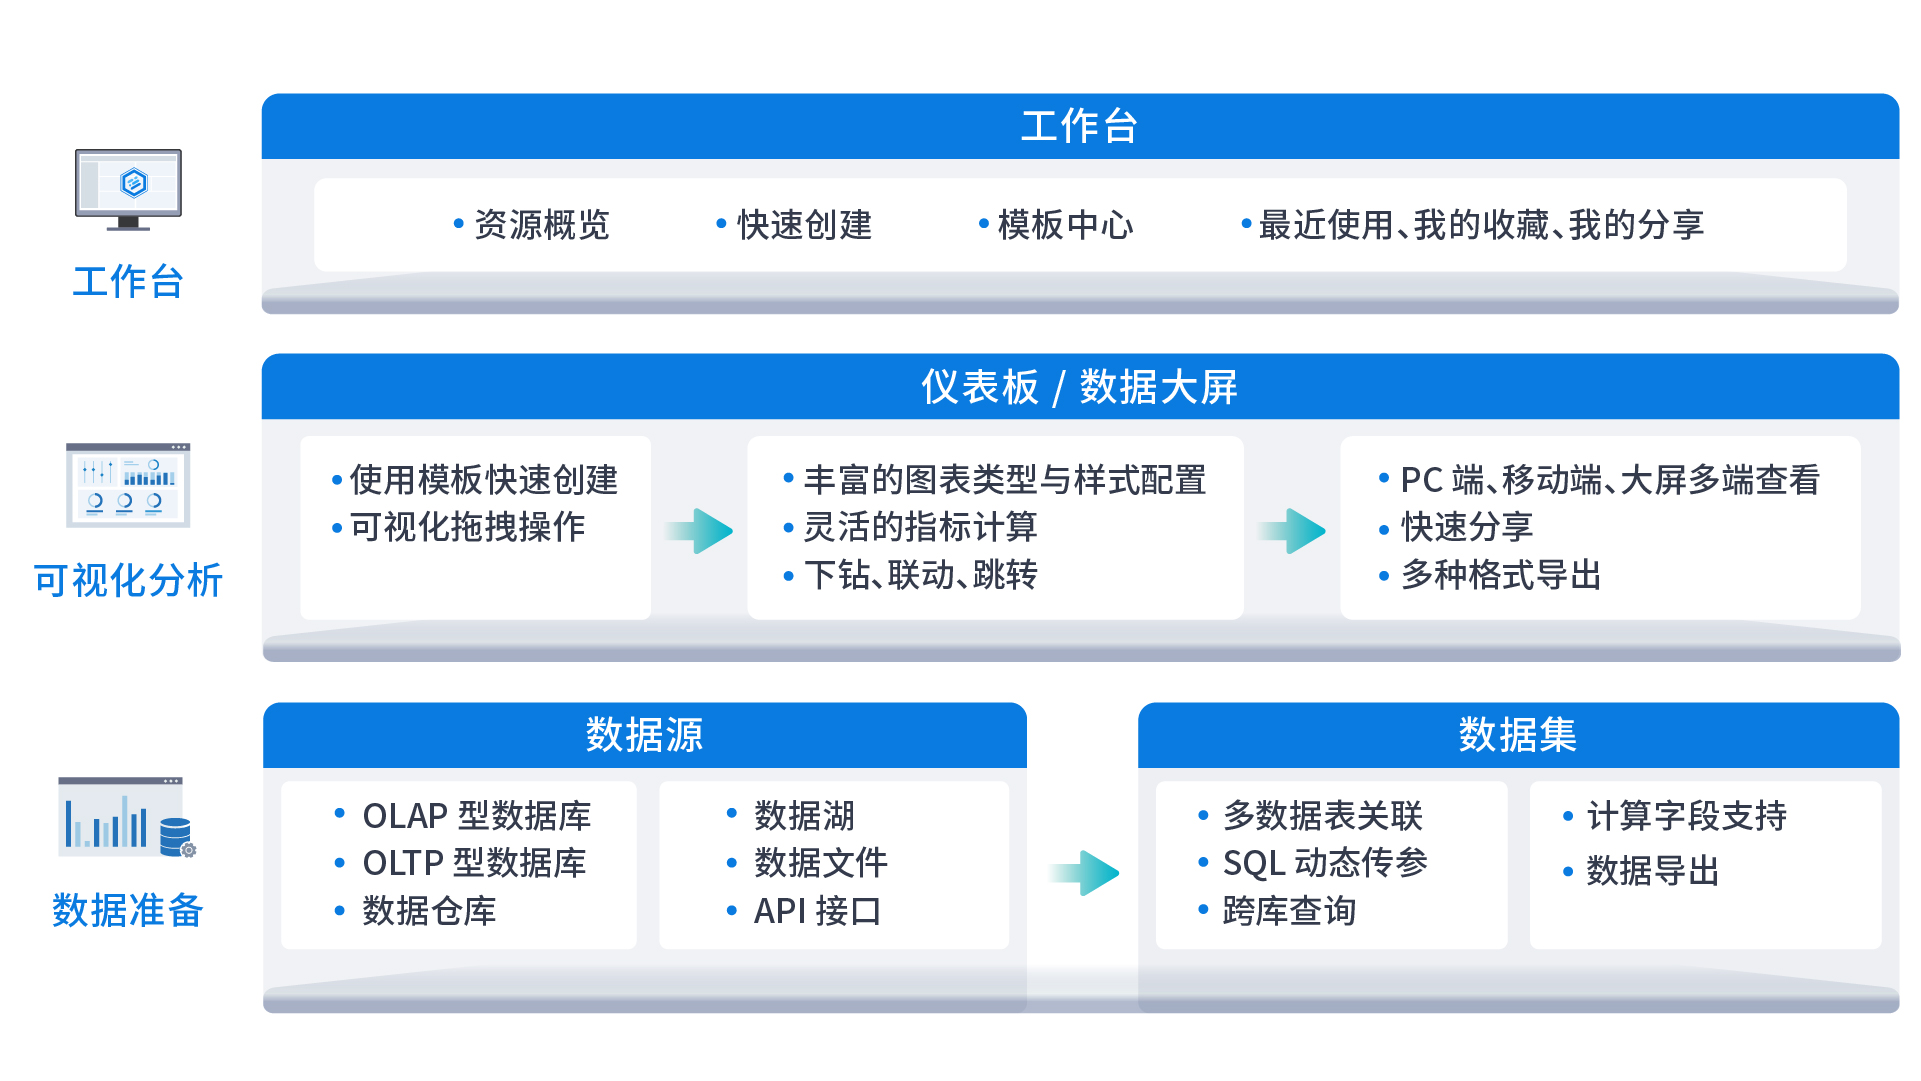 工作台
工作台
• 资源概览
• 快速创建
• 模板中心
• 最近使用、我的收藏、我的分享
可视化分析
仪表板 / 数据大屏
• 使用模板快速创建
• 可视化拖拽操作
• 丰富的图表类型与样式配置
• 灵活的指标计算
• 下钻、联动、跳转
• PC 端、移动端、大屏多端查看
• 快速分享
• 多种格式导出
数据准备
数据源
• OLAP 型数据库
• OLTP 型数据库
• 数据仓库
• 数据湖
• 数据文件
• API 接口
数据集
• 多数据表关联
• SQL 动态传参
• 跨库查询
• 计算字段支持
• 数据导出